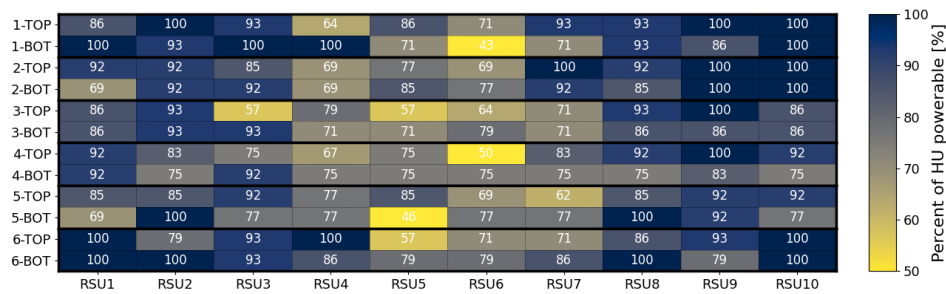 1-TOP 86 100 93 64 86 71 93 93 100 100
1-BOT 100 93 100 100 71 43 71 93 86 100
2-TOP 92 92 85 69 77 69 100 92 100 100
2-BOT 69 92 92 69 85 77 92 85 100 100
3-TOP 86 93 57 79 57 64 71 93 100 86
3-BOT 86 93 93 71 71 79 71 86 86 86
4-TOP 92 83 75 67 75 50 83 92 100 92
4-BOT 92 75 92 75 75 75 75 75 83 75
5-TOP 85 85 92 77 85 69 62 85 92 92
5-BOT 69 100 77 77 46 77 77 100 92 77
6-TOP 100 79 93 100 57 71 71 86 93 100
6-BOT 100 100 93 86 79 79 86 100 79 100
RSU1 RSU2 RSU3 RSU4 RSU5 RSU6 RSU7 RSU8 RSU9 RSU10
100
90
80
70
60
50
Percent of HU powerable [%]